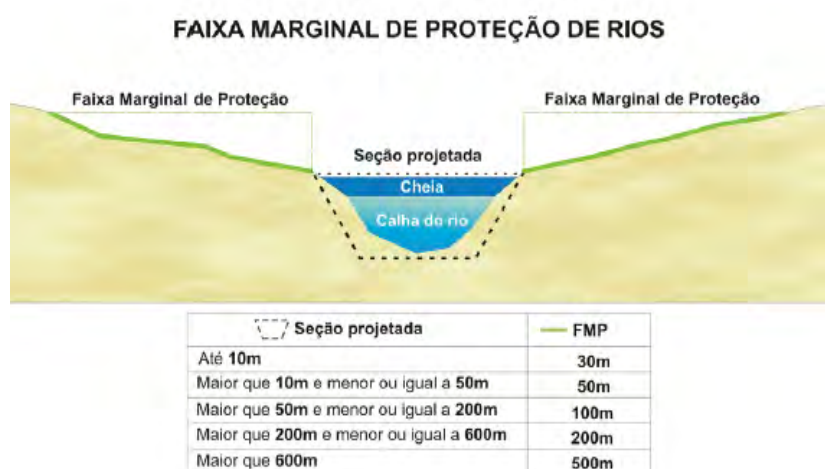 FAIXA MARGINAL DE PROTEÇÃO DE RIOS
Faixa Marginal de Proteção
Faixa Marginal de Proteção
Seção projetada
Cheia
Calha do rio
Seção projetada
FMP
Até 10m
30m
Maior que 10m e menor ou igual a 50m
50m
Maior que 50m e menor ou igual a 200m
100m
Maior que 200m e menor ou igual a 600m
200m
Maior que 600m
500m